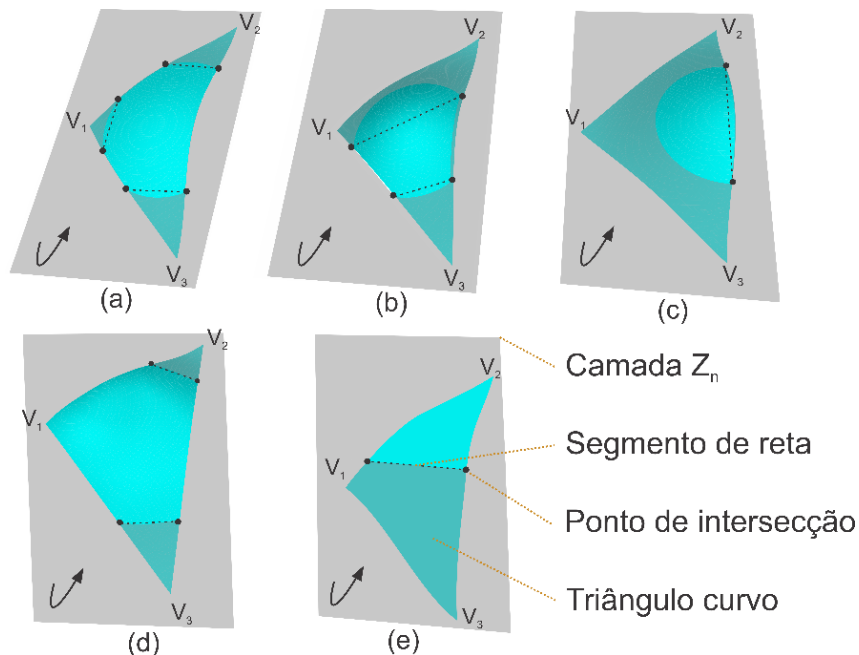 V₂
V₁
V₃
(a)
V₂
V₁
V₃
(b)
V₂
V₁
V₃
(c)
V₂
V₁
V₃
(d)
V₂
V₁
V₃
(e)
Camada Zₙ
Segmento de reta
Ponto de intersecção
Triângulo curvo